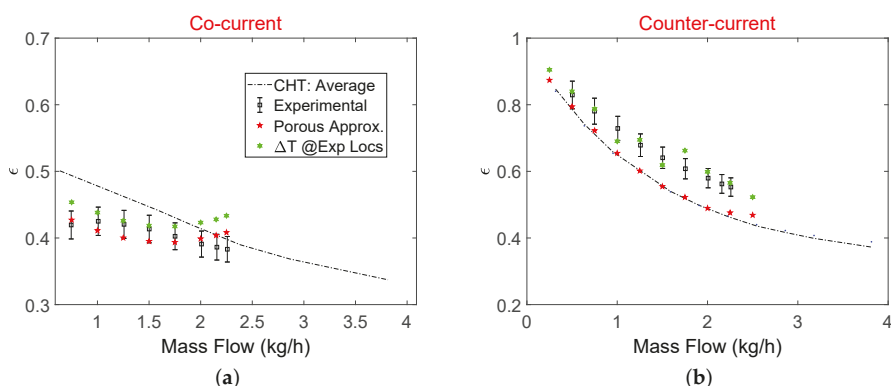 Co-current
Counter-current
0.7
0.6
0.5
0.4
0.3
ϵ
CHT: Average
Experimental
Porous Approx.
ΔT @Exp Locs
1
1.5
2
2.5
3
3.5
4
Mass Flow (kg/h)
(a)
1
0.8
0.6
0.4
0.2
ϵ
0
1
2
3
4
Mass Flow (kg/h)
(b)